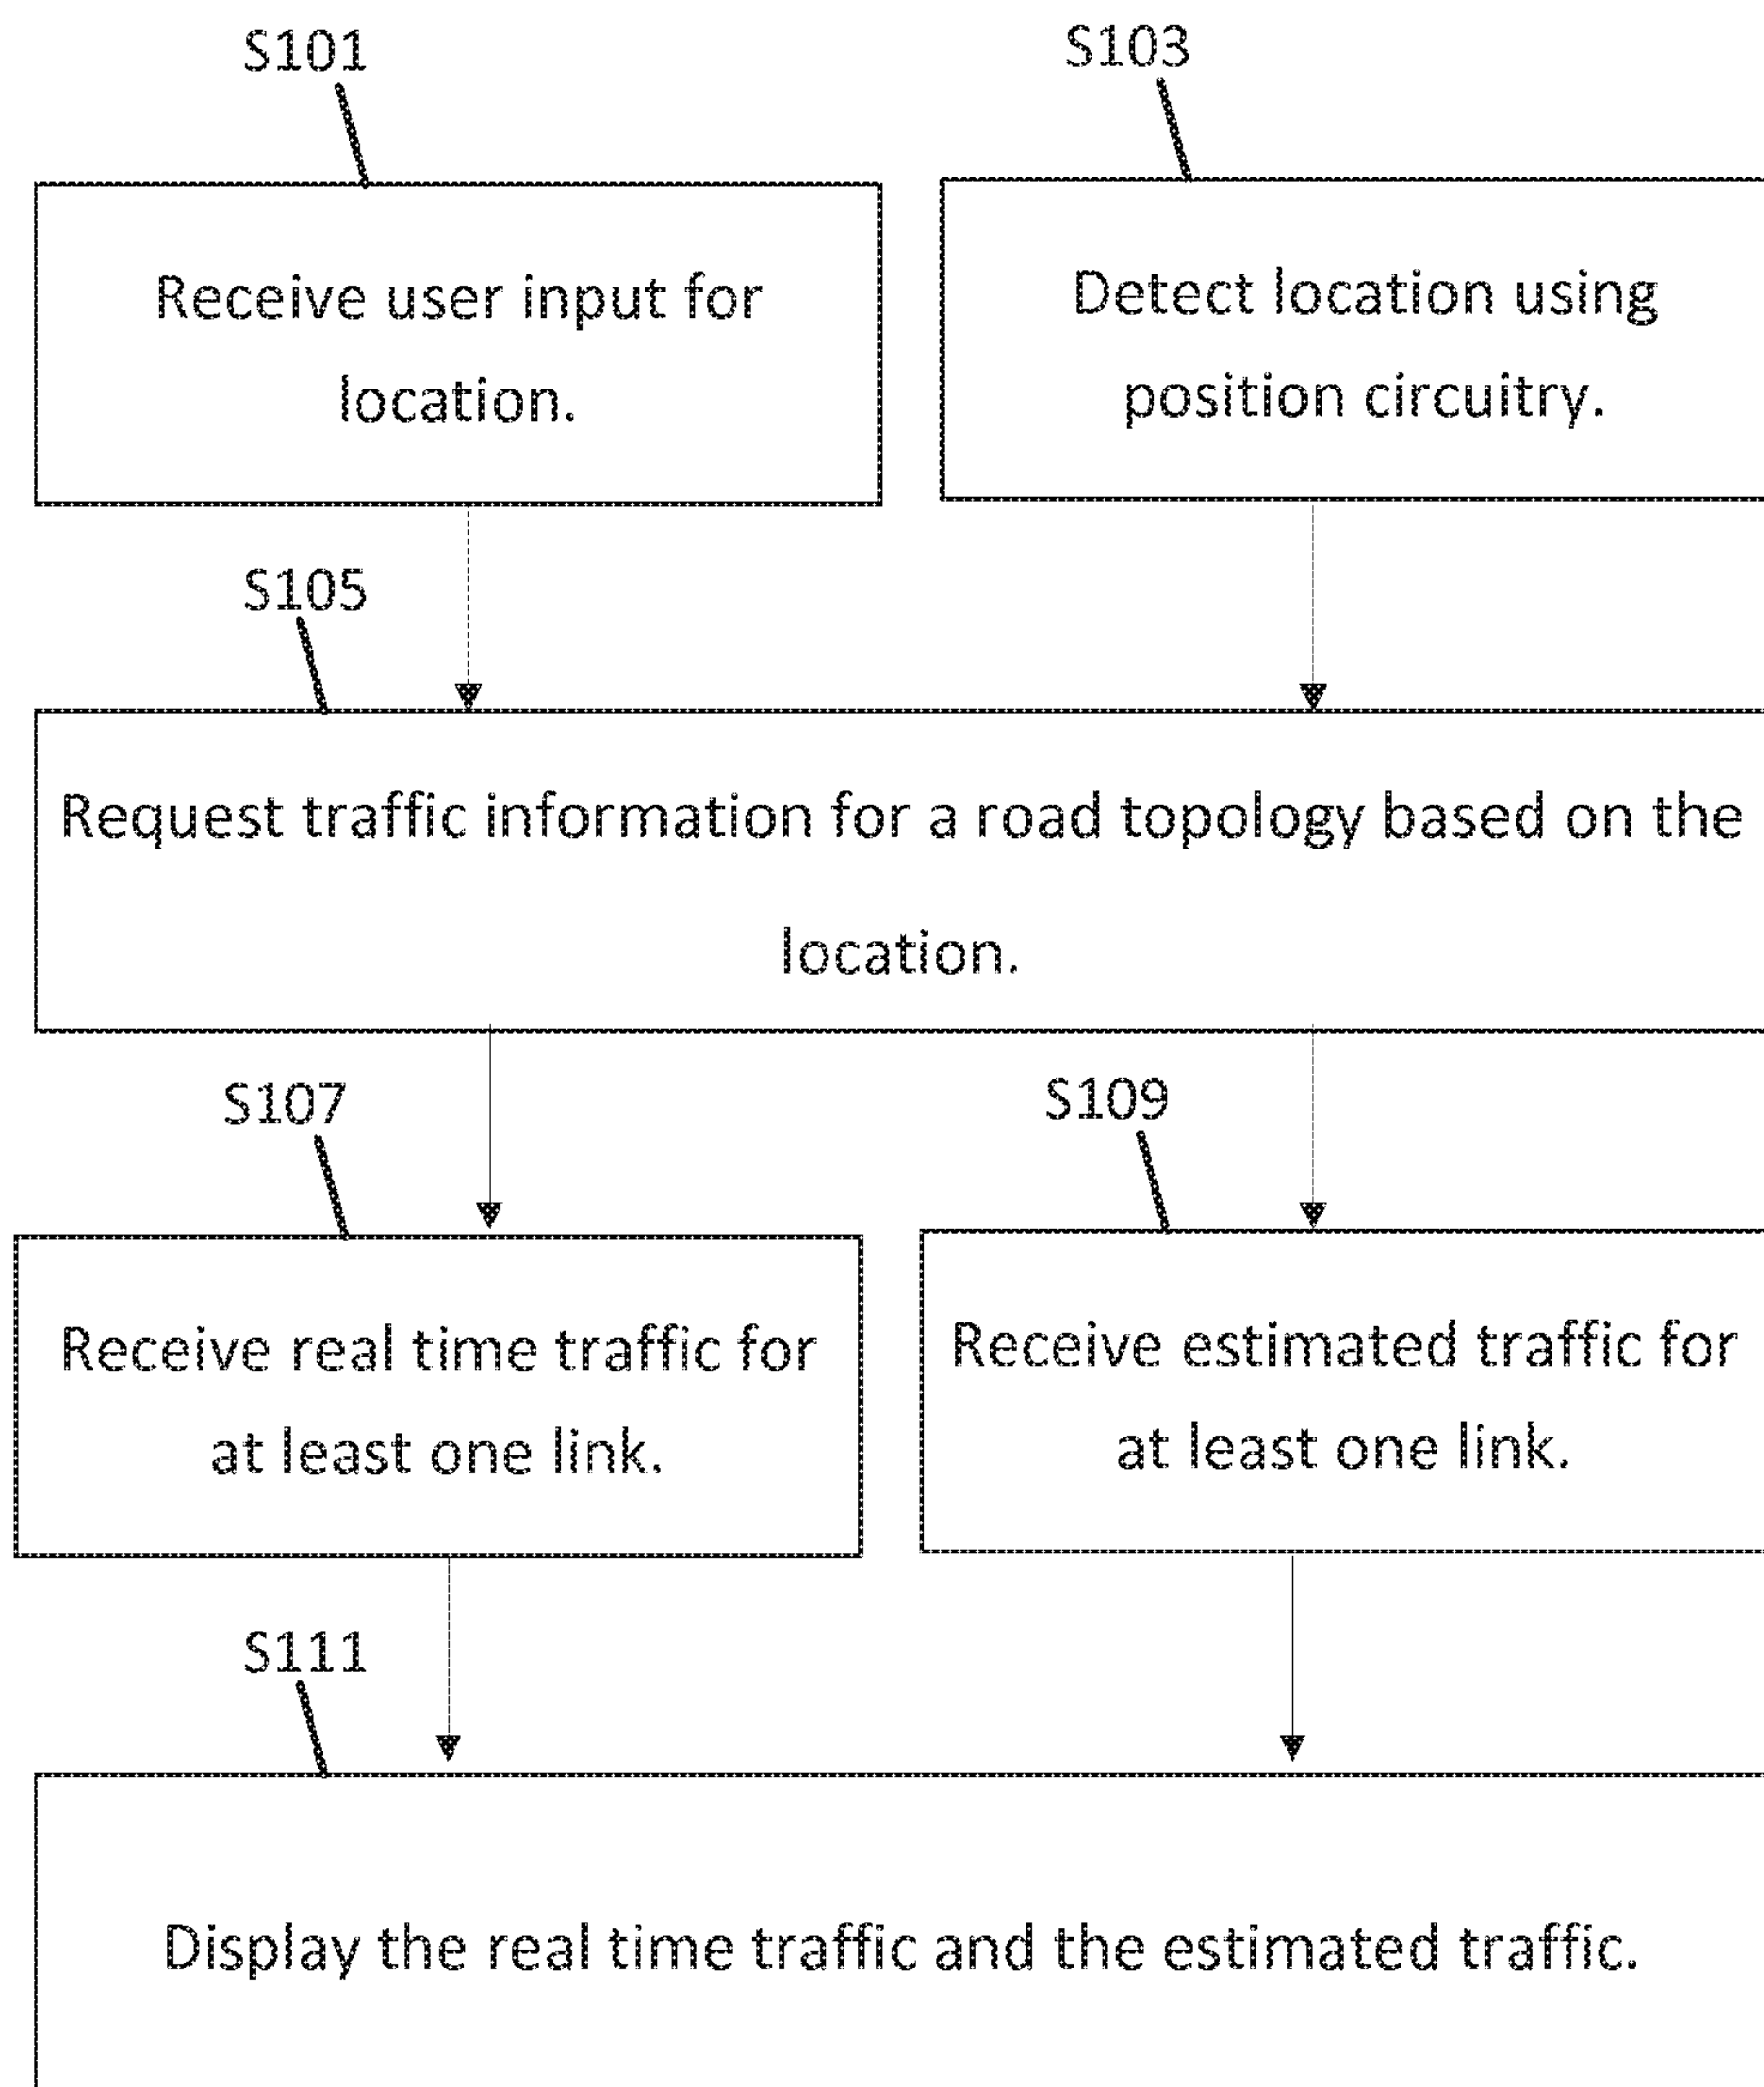 S101
S103
Receive user input for
location.
Detect location using
position circuitry.
S105
Request traffic information for a road topology based on the
location.
S107
S109
Receive real time traffic for
at least one link.
Receive estimated traffic for
at least one link.
S111
Display the real time traffic and the estimated traffic.